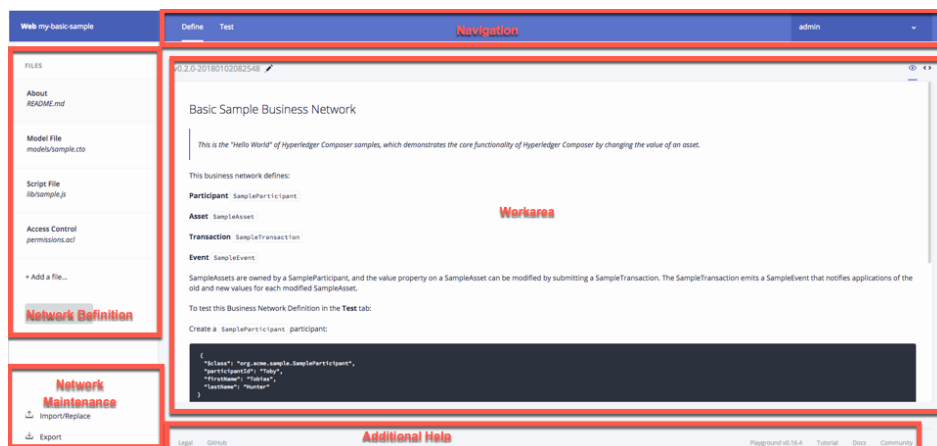 Web my-basic-sample
Define Test
Navigation
admin
FILES
About
README.md
Model File
models/sample.cto
Script File
lib/sample.js
Access Control
permissions.acl
+ Add a file...
Network Definition
Network
Maintenance
Import/Replace
Export
v0.2.0-20180102082548
Basic Sample Business Network
This is the "Hello World" of Hyperledger Composer samples, which demonstrates the core functionality of Hyperledger Composer by changing the value of an asset.
This business network defines:
Participant SampleParticipant
Workarea
Asset SampleAsset
Transaction SampleTransaction
Event SampleEvent
SampleAssets are owned by a SampleParticipant, and the value property on a SampleAsset can be modified by submitting a SampleTransaction. The SampleTransaction emits a SampleEvent that notifies applications of the
old and new values for each modified SampleAsset.
To test this Business Network Definition in the Test tab:
Create a SampleParticipant participant:
{
"$class": "org.acme.sample.SampleParticipant",
"participantId": "Toby",
"firstName": "Tobias",
"lastName": "Hunter"
}
Additional Help
Legal GitHub
Playground v0.16.4 Tutorial Docs Community